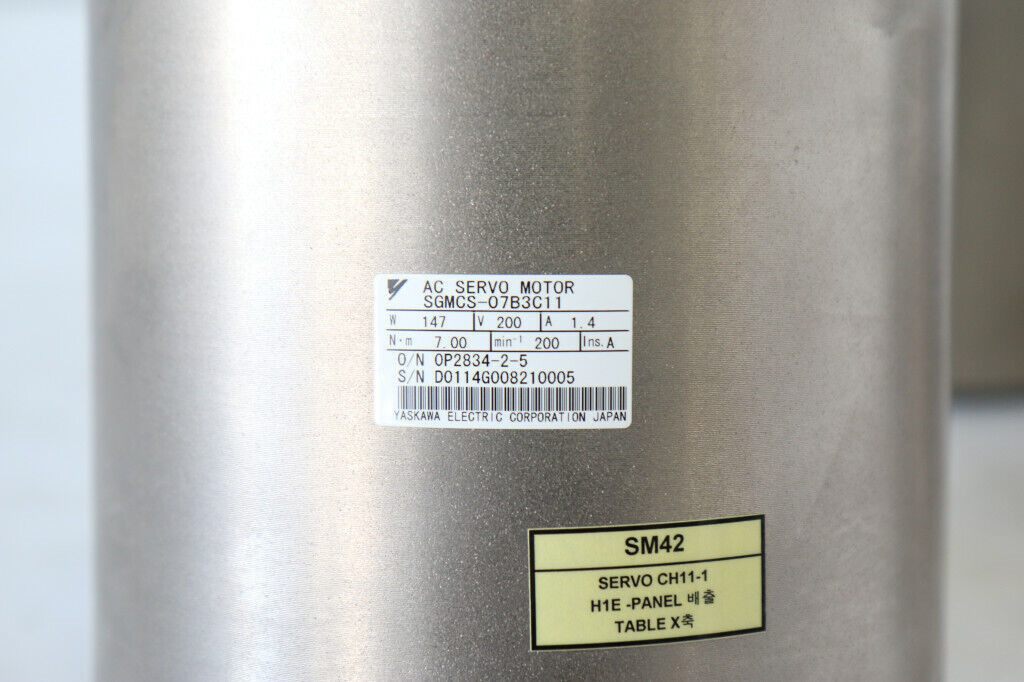 AC SERVO MOTOR
SGMCS-07B3C11
W 147 V 200 A 1.4
N·m 7.00 min⁻¹ 200 Ins. A
O/N 0P2834-2-5
S/N D0114G008210005
YASKAWA ELECTRIC CORPORATION JAPAN
SM42
SERVO CH11-1
H1E -PANEL 배출
TABLE X축